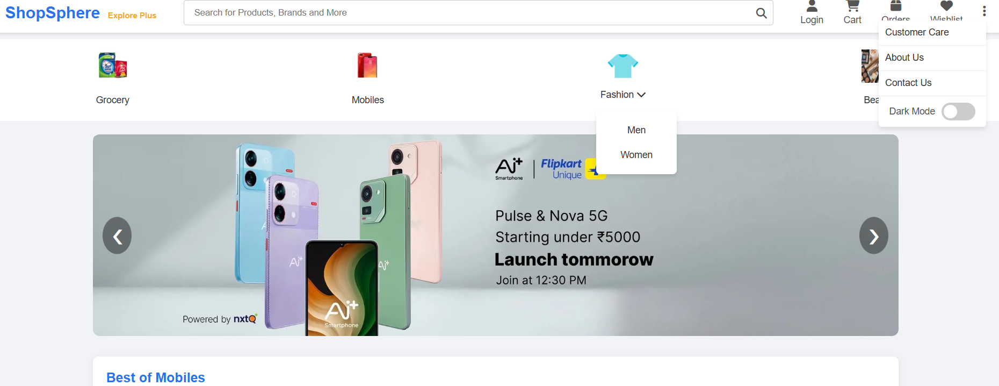 ShopSphere Explore Plus
Search for Products, Brands and More
Login
Cart
Orders
Wishlist
Customer Care
About Us
Contact Us
Dark Mode
Grocery
Mobiles
Fashion
Bea
Men
Women
Ai+
Smartphone
Flipkart
Unique
Pulse & Nova 5G
Starting under ₹5000
Launch tommorow
Join at 12:30 PM
Ai+
Ai+
Ai+
Smartphone
Powered by nxtQ
Best of Mobiles